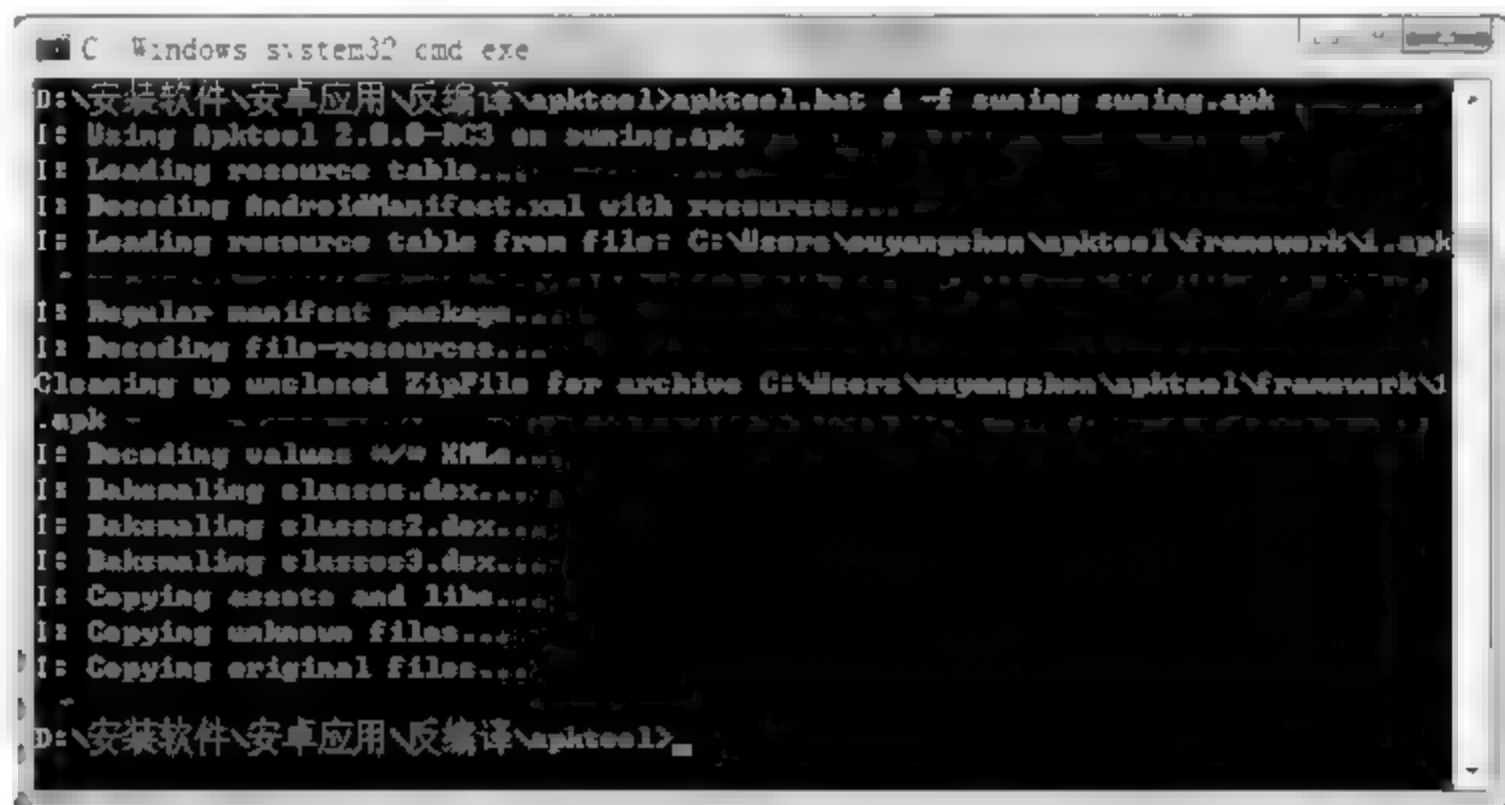 C Windows system32 cmd exe
D:\安装软件\安卓应用\反编译\apktool>apktool.bat d -f suning suning.apk
I: Using Apktool 2.0.0-RC3 on suning.apk
I: Loading resource table...
I: Decoding AndroidManifest.xml with resources...
I: Loading resource table from file: C:\Users\ouyangshen\apktool\framework\1.apk
I: Regular manifest package...
I: Decoding file-resources...
Cleaning up unclosed ZipFile for archive C:\Users\ouyangshen\apktool\framework\1
.apk
I: Decoding values */* XMLs...
I: Baksmaling classes.dex...
I: Baksmaling classes2.dex...
I: Baksmaling classes3.dex...
I: Copying assets and libs...
I: Copying unknown files...
I: Copying original files...
D:\安装软件\安卓应用\反编译\apktool>